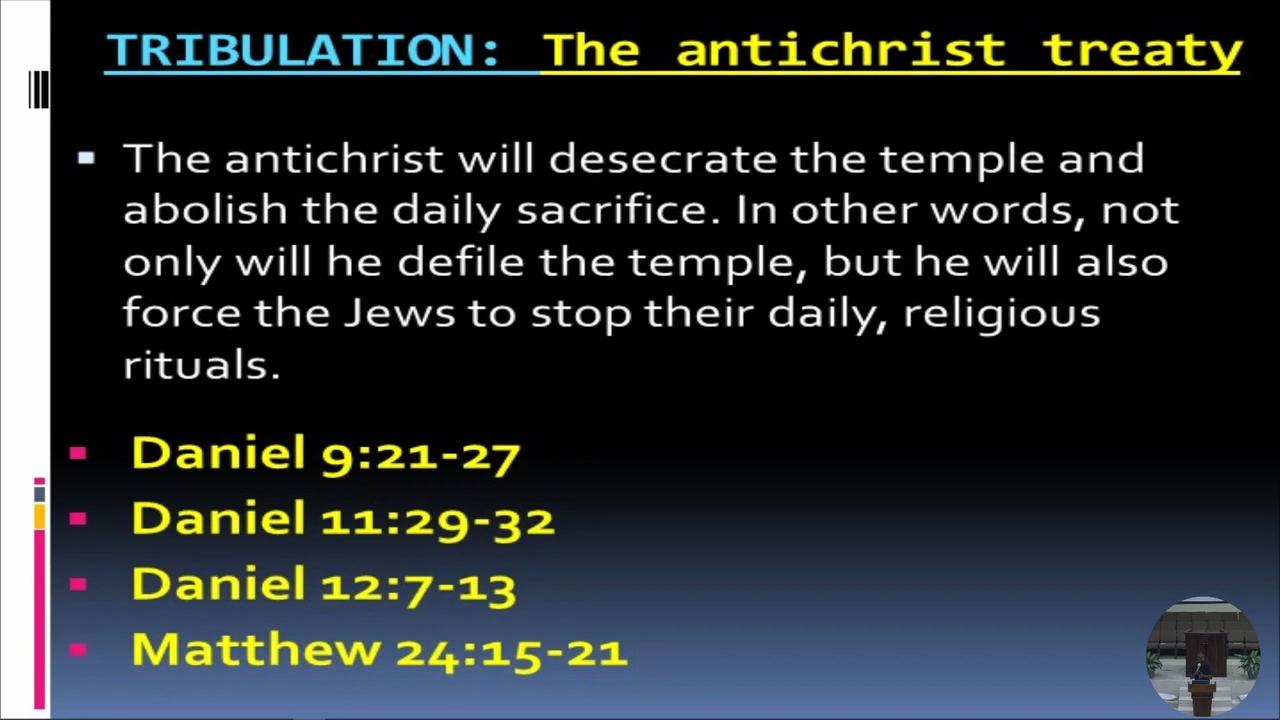 TRIBULATION: The antichrist treaty
The antichrist will desecrate the temple and
abolish the daily sacrifice. In other words, not
only will he defile the temple, but he will also
force the Jews to stop their daily, religious
rituals.
Daniel 9:21-27
Daniel 11:29-32
Daniel 12:7-13
Matthew 24:15-21